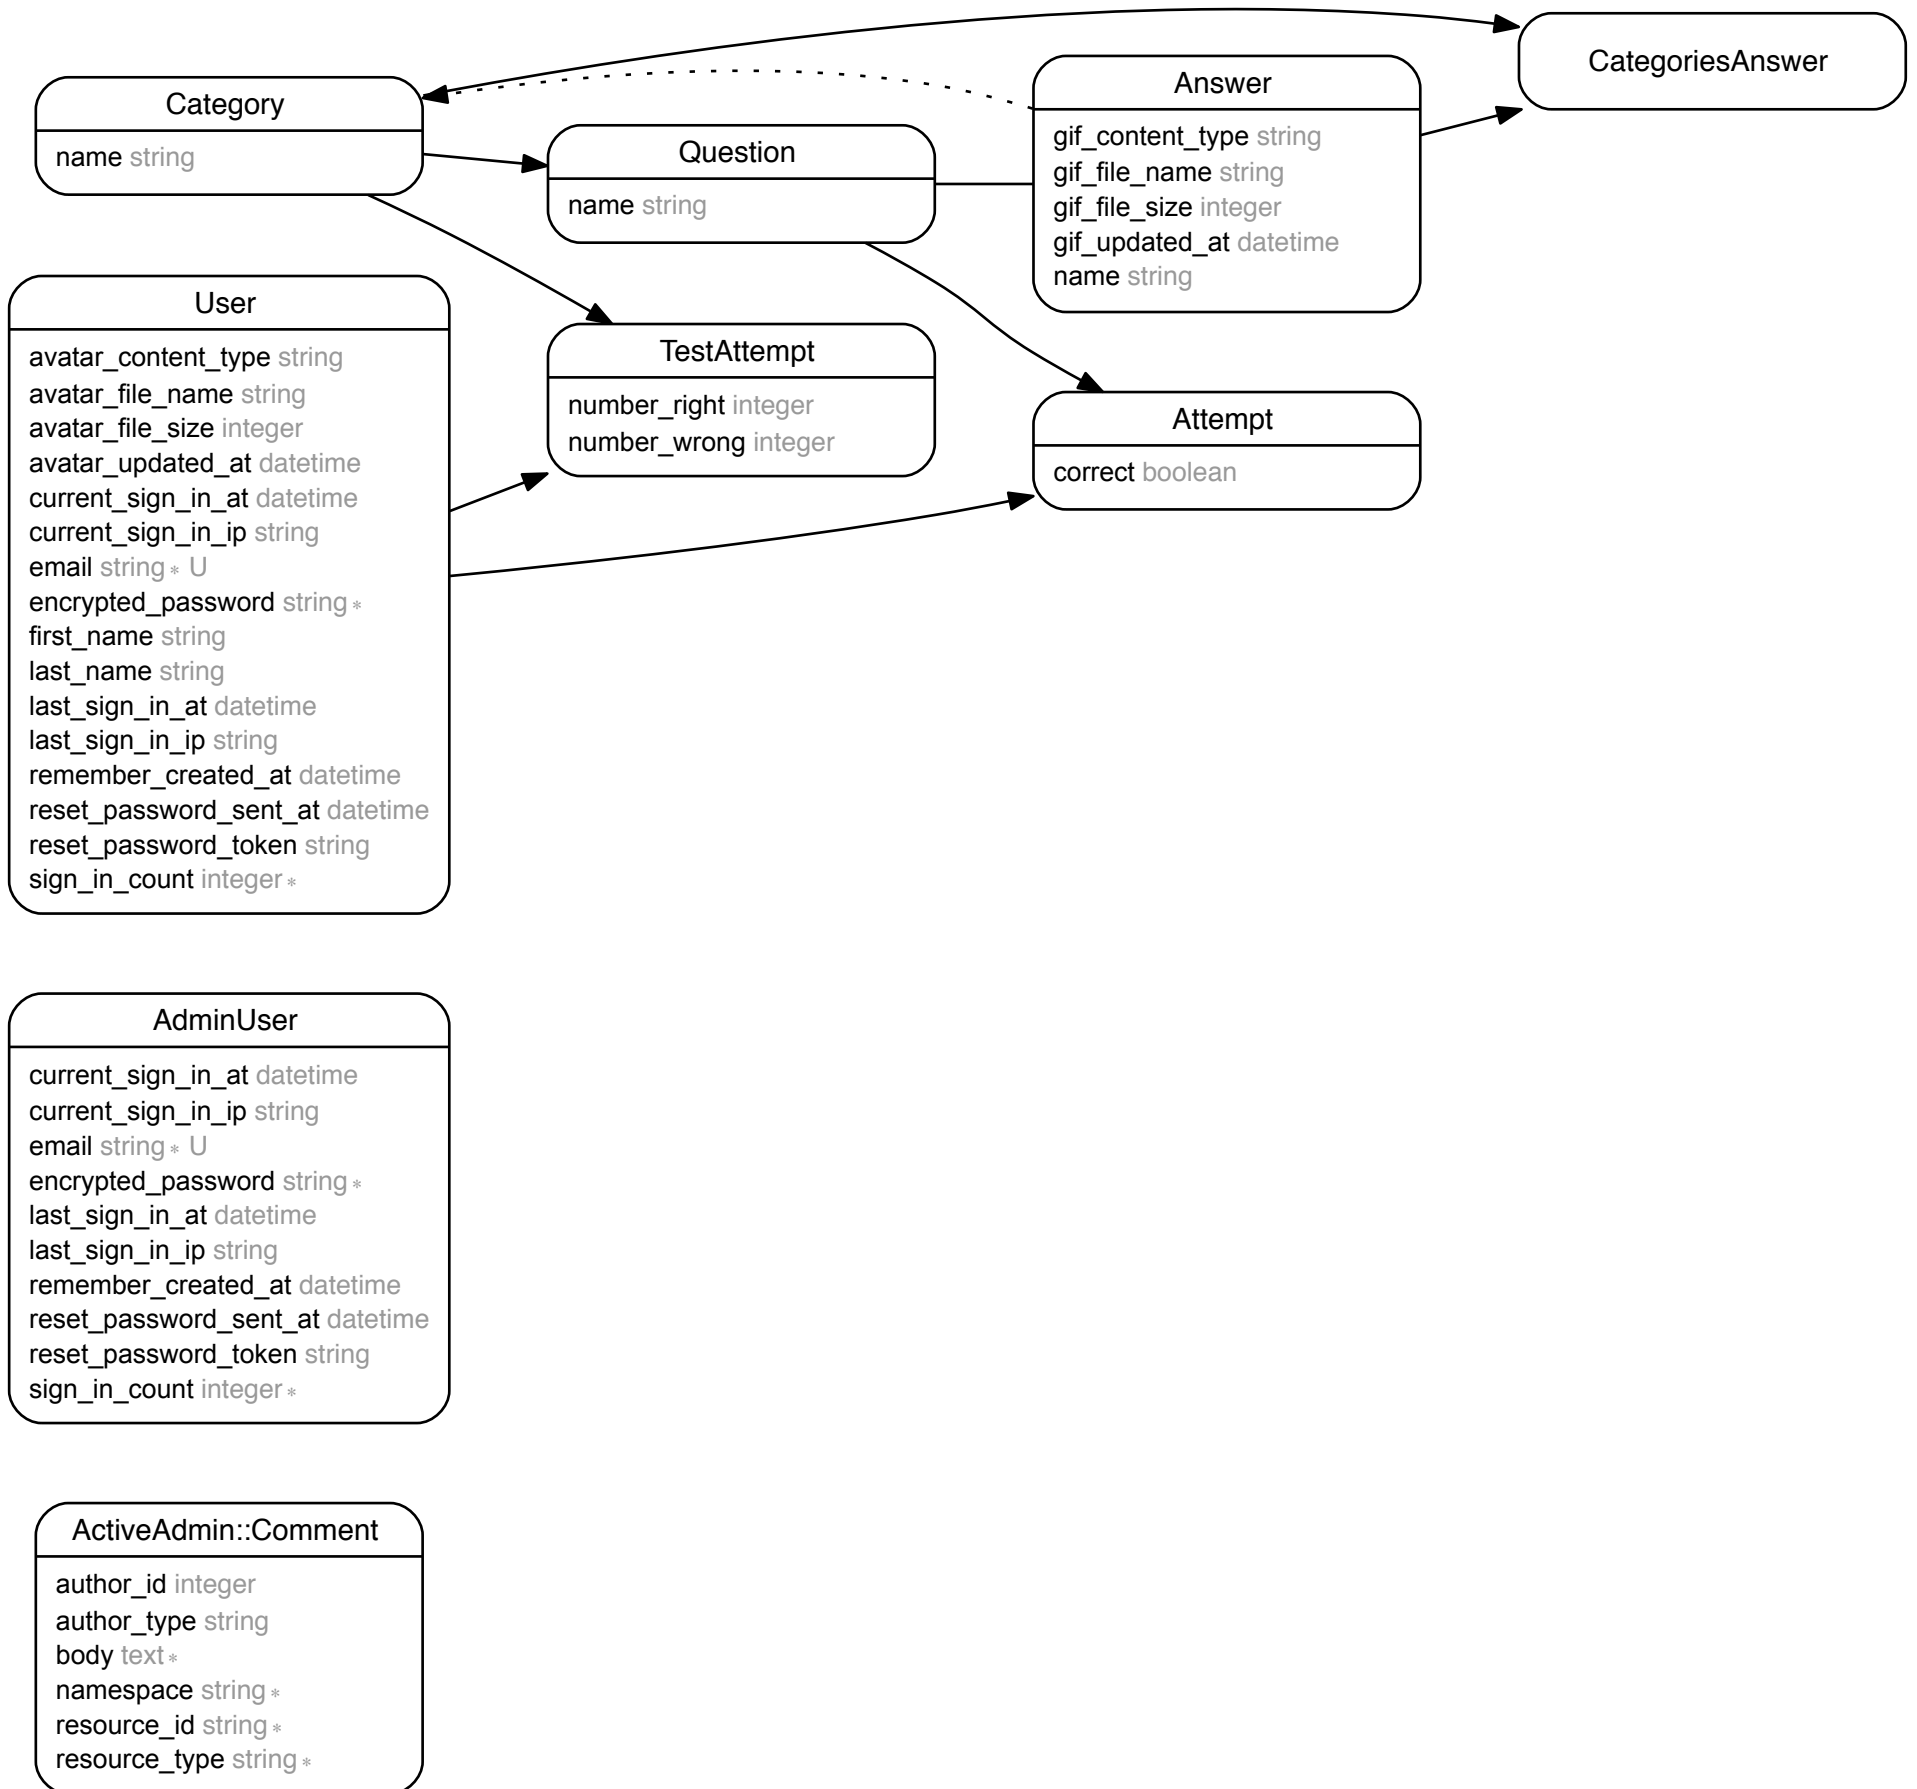 CategoriesAnswer
Category
name string
Question
name string
Answer
gif_content_type string
gif_file_name string
gif_file_size integer
gif_updated_at datetime
name string
User
avatar_content_type string
avatar_file_name string
avatar_file_size integer
avatar_updated_at datetime
current_sign_in_at datetime
current_sign_in_ip string
email string * U
encrypted_password string *
first_name string
last_name string
last_sign_in_at datetime
last_sign_in_ip string
remember_created_at datetime
reset_password_sent_at datetime
reset_password_token string
sign_in_count integer *
TestAttempt
number_right integer
number_wrong integer
Attempt
correct boolean
AdminUser
current_sign_in_at datetime
current_sign_in_ip string
email string * U
encrypted_password string *
last_sign_in_at datetime
last_sign_in_ip string
remember_created_at datetime
reset_password_sent_at datetime
reset_password_token string
sign_in_count integer *
ActiveAdmin::Comment
author_id integer
author_type string
body text *
namespace string *
resource_id string *
resource_type string *